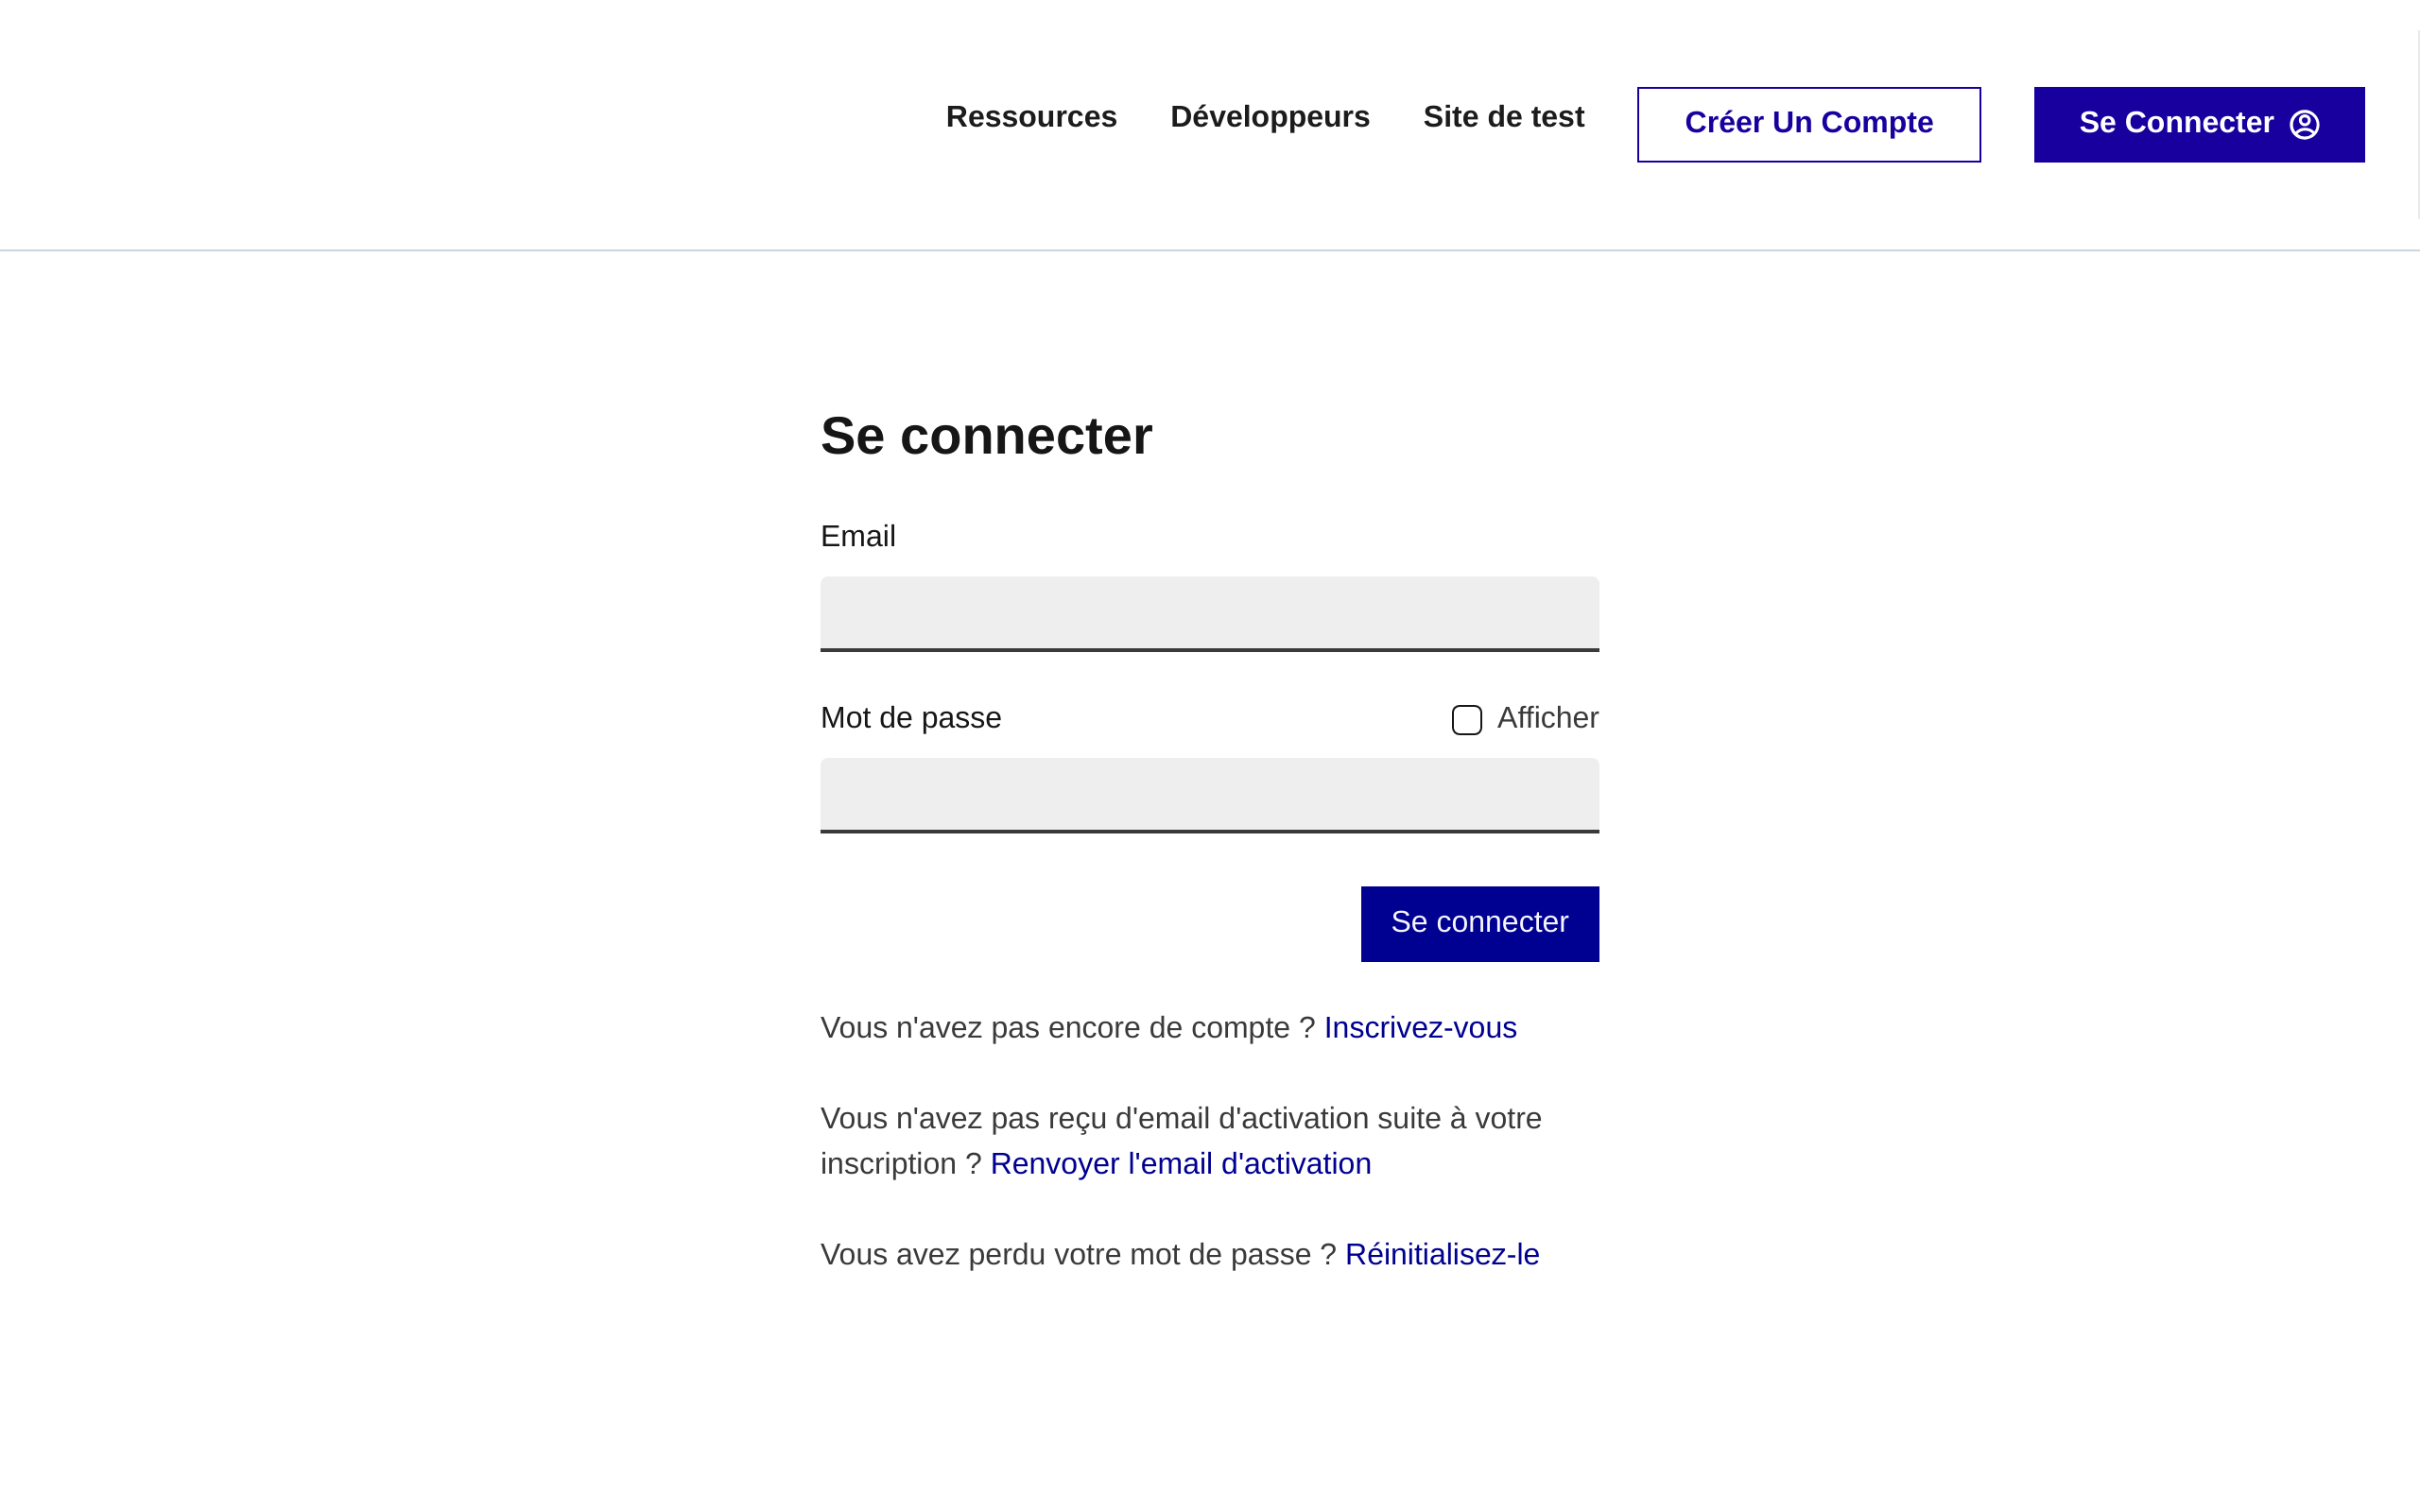 Ressources
Développeurs
Site de test
Créer Un Compte
Se Connecter
Se connecter
Email
Mot de passe
Afficher
Se connecter
Vous n'avez pas encore de compte ? Inscrivez-vous
Vous n'avez pas reçu d'email d'activation suite à votre
inscription ? Renvoyer l'email d'activation
Vous avez perdu votre mot de passe ? Réinitialisez-le